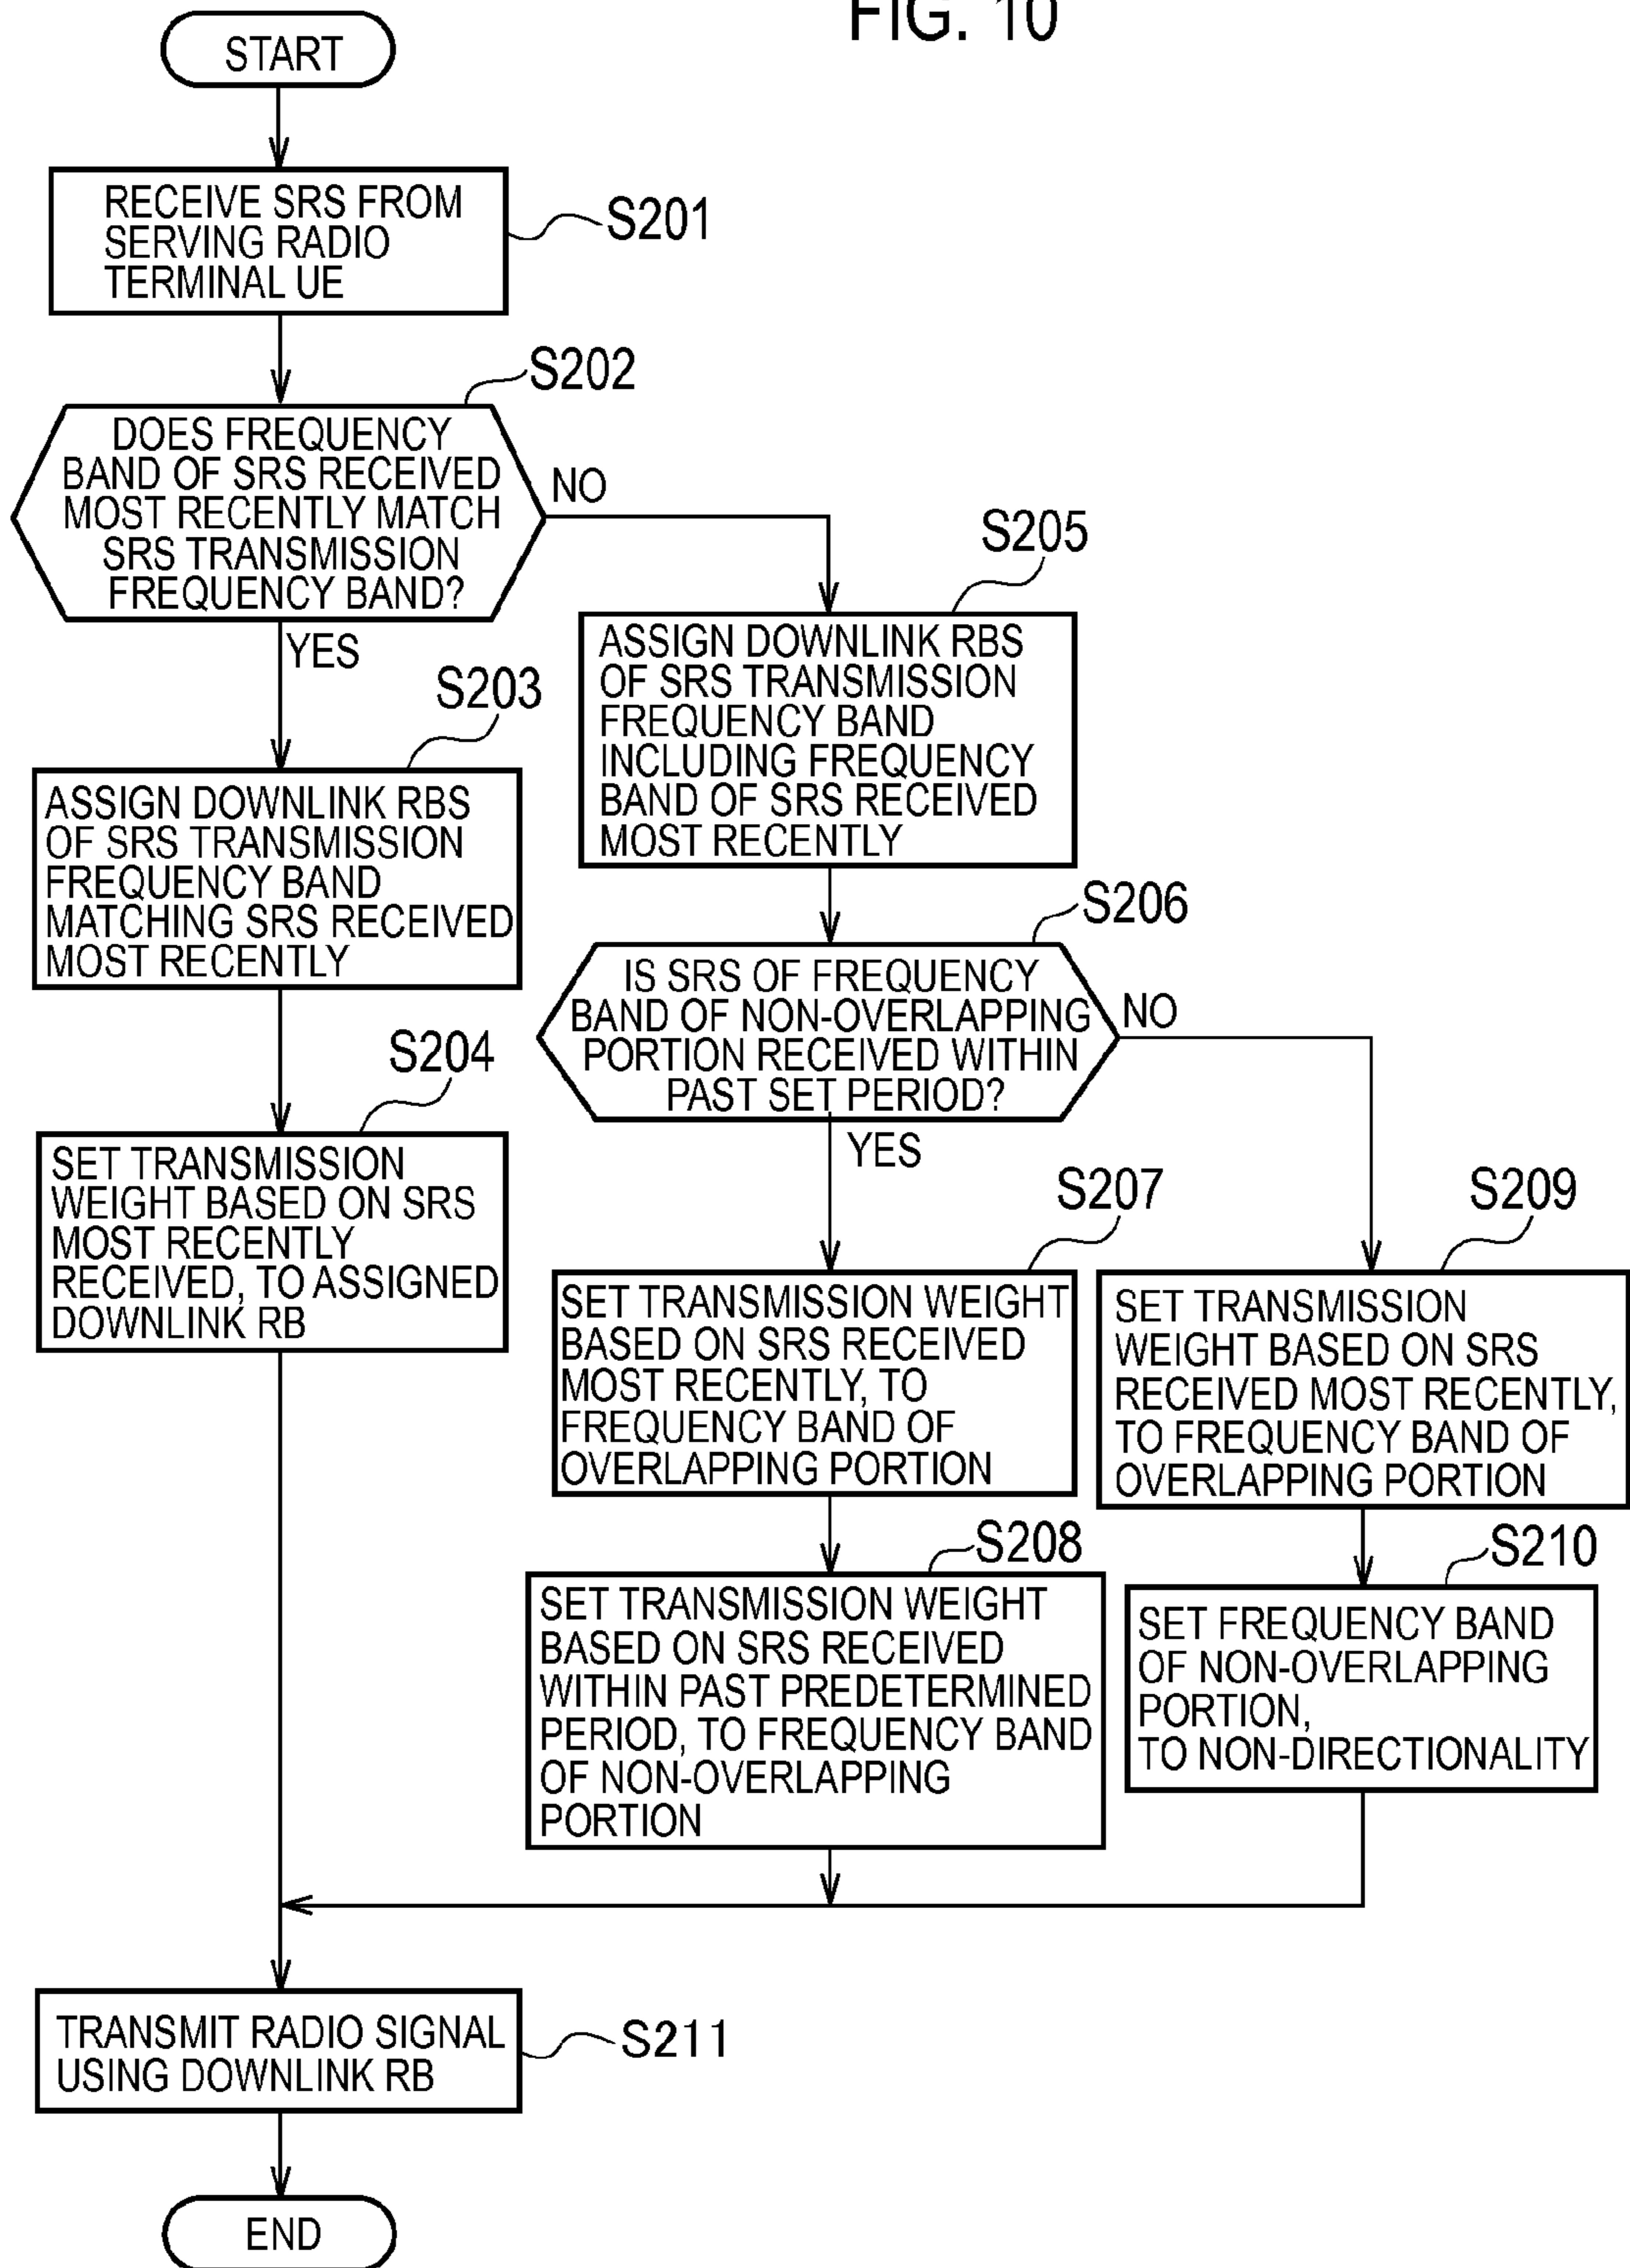 FIG. 10
START
RECEIVE SRS FROM
SERVING RADIO
TERMINAL UE
S201
S202
DOES FREQUENCY
BAND OF SRS RECEIVED
MOST RECENTLY MATCH
SRS TRANSMISSION
FREQUENCY BAND?
NO
YES
S203
ASSIGN DOWNLINK RBS
OF SRS TRANSMISSION
FREQUENCY BAND
MATCHING SRS RECEIVED
MOST RECENTLY
S204
SET TRANSMISSION
WEIGHT BASED ON SRS
MOST RECENTLY
RECEIVED, TO ASSIGNED
DOWNLINK RB
S205
ASSIGN DOWNLINK RBS
OF SRS TRANSMISSION
FREQUENCY BAND
INCLUDING FREQUENCY
BAND OF SRS RECEIVED
MOST RECENTLY
S206
IS SRS OF FREQUENCY
BAND OF NON-OVERLAPPING
PORTION RECEIVED WITHIN
PAST SET PERIOD?
NO
YES
S207
SET TRANSMISSION WEIGHT
BASED ON SRS RECEIVED
MOST RECENTLY, TO
FREQUENCY BAND OF
OVERLAPPING PORTION
S208
SET TRANSMISSION WEIGHT
BASED ON SRS RECEIVED
WITHIN PAST PREDETERMINED
PERIOD, TO FREQUENCY BAND
OF NON-OVERLAPPING
PORTION
S209
SET TRANSMISSION
WEIGHT BASED ON SRS
RECEIVED MOST RECENTLY,
TO FREQUENCY BAND OF
OVERLAPPING PORTION
S210
SET FREQUENCY BAND
OF NON-OVERLAPPING
PORTION,
TO NON-DIRECTIONALITY
TRANSMIT RADIO SIGNAL
USING DOWNLINK RB
S211
END